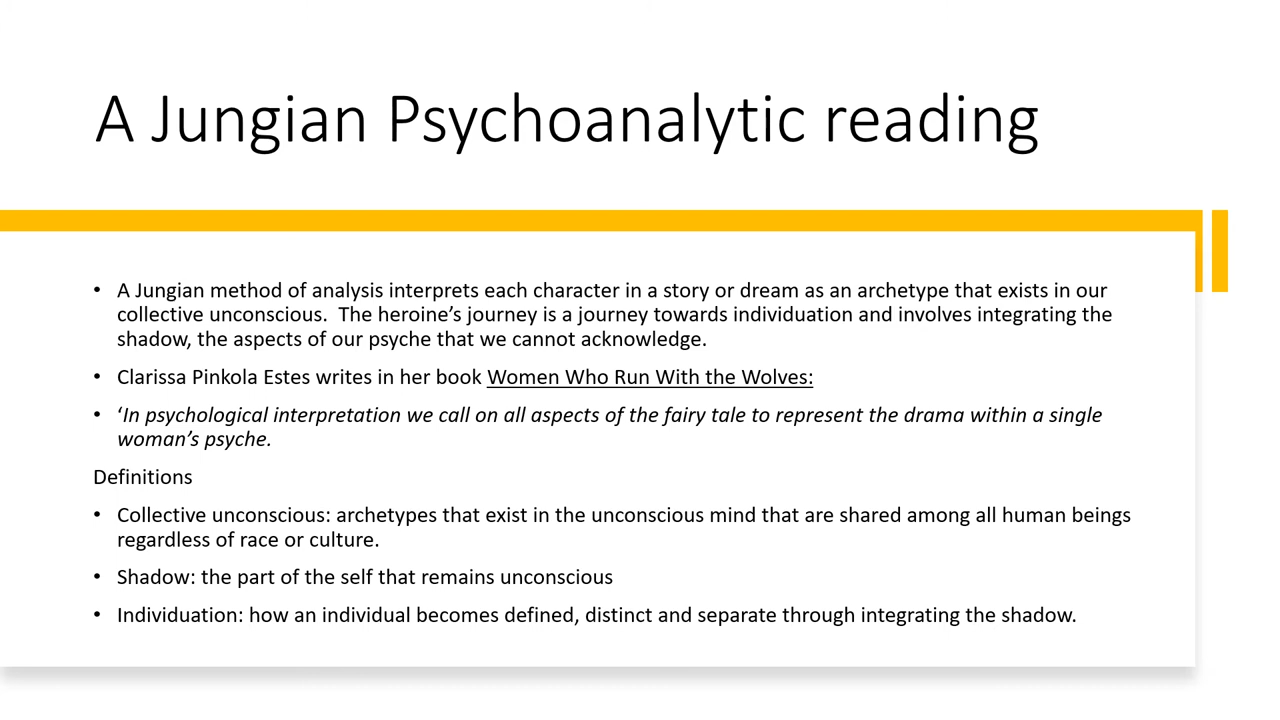 A Jungian Psychoanalytic reading
• A Jungian method of analysis interprets each character in a story or dream as an archetype that exists in our
collective unconscious.  The heroine’s journey is a journey towards individuation and involves integrating the
shadow, the aspects of our psyche that we cannot acknowledge.
• Clarissa Pinkola Estes writes in her book Women Who Run With the Wolves:
• ‘In psychological interpretation we call on all aspects of the fairy tale to represent the drama within a single
woman’s psyche.
Definitions
• Collective unconscious: archetypes that exist in the unconscious mind that are shared among all human beings
regardless of race or culture.
• Shadow: the part of the self that remains unconscious
• Individuation: how an individual becomes defined, distinct and separate through integrating the shadow.